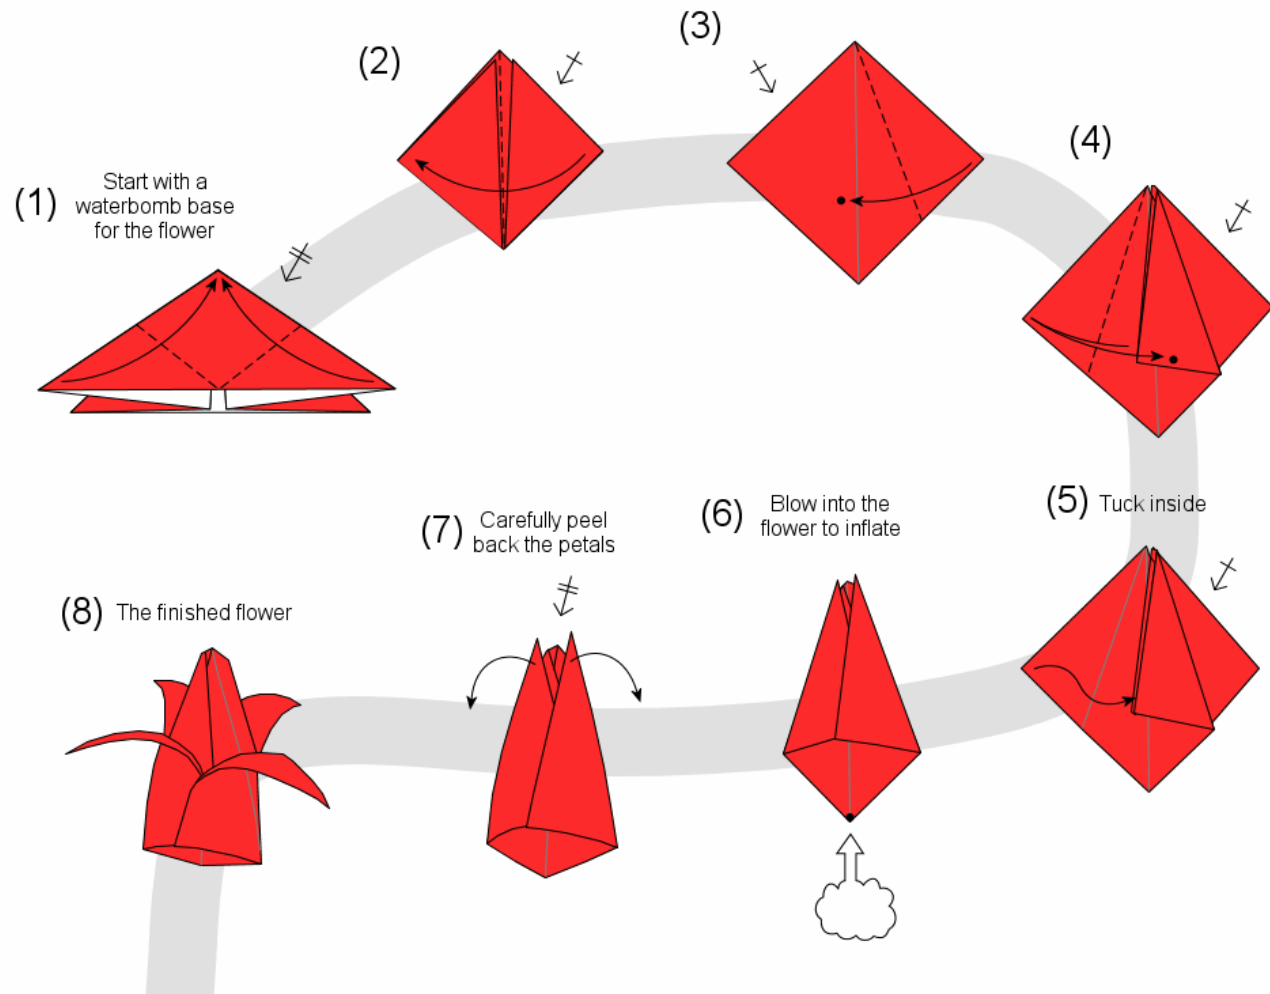 (1)
Start with a
waterbomb base
for the flower
(2)
(3)
(4)
(5) Tuck inside
(6)
Blow into the
flower to inflate
(7)
Carefully peel
back the petals
(8) The finished flower